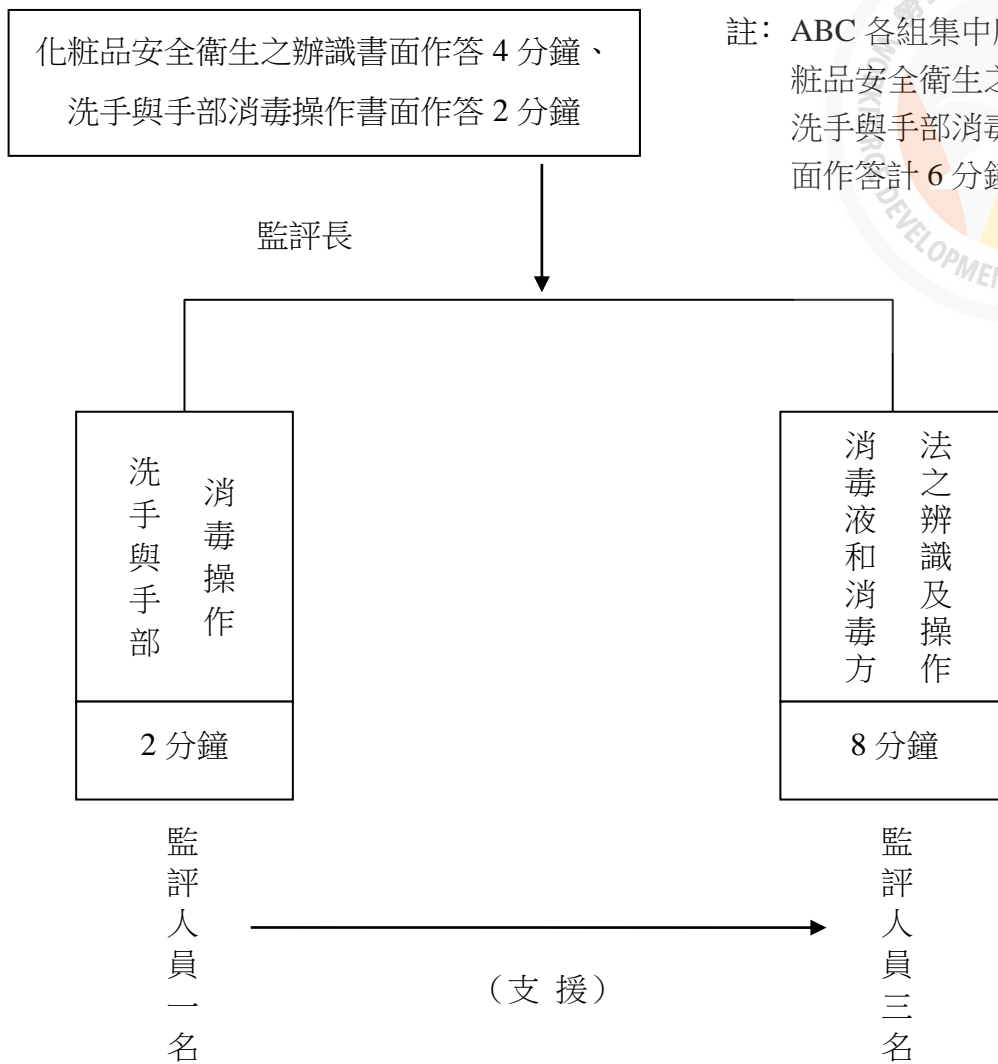 化粧品安全衛生之辦識書面作答 4 分鐘、
洗手與手部消毒操作書面作答 2 分鐘
註：ABC 各組集中
粧品安全衛生之
洗手與手部消毒
面作答計 6 分鐘
監評長
洗手與手部
消毒操作
2 分鐘
消毒液和消毒方
法之辨識及操作
8 分鐘
監評人員一名
（支 援）
監評人員三名
DEVELOPMEN